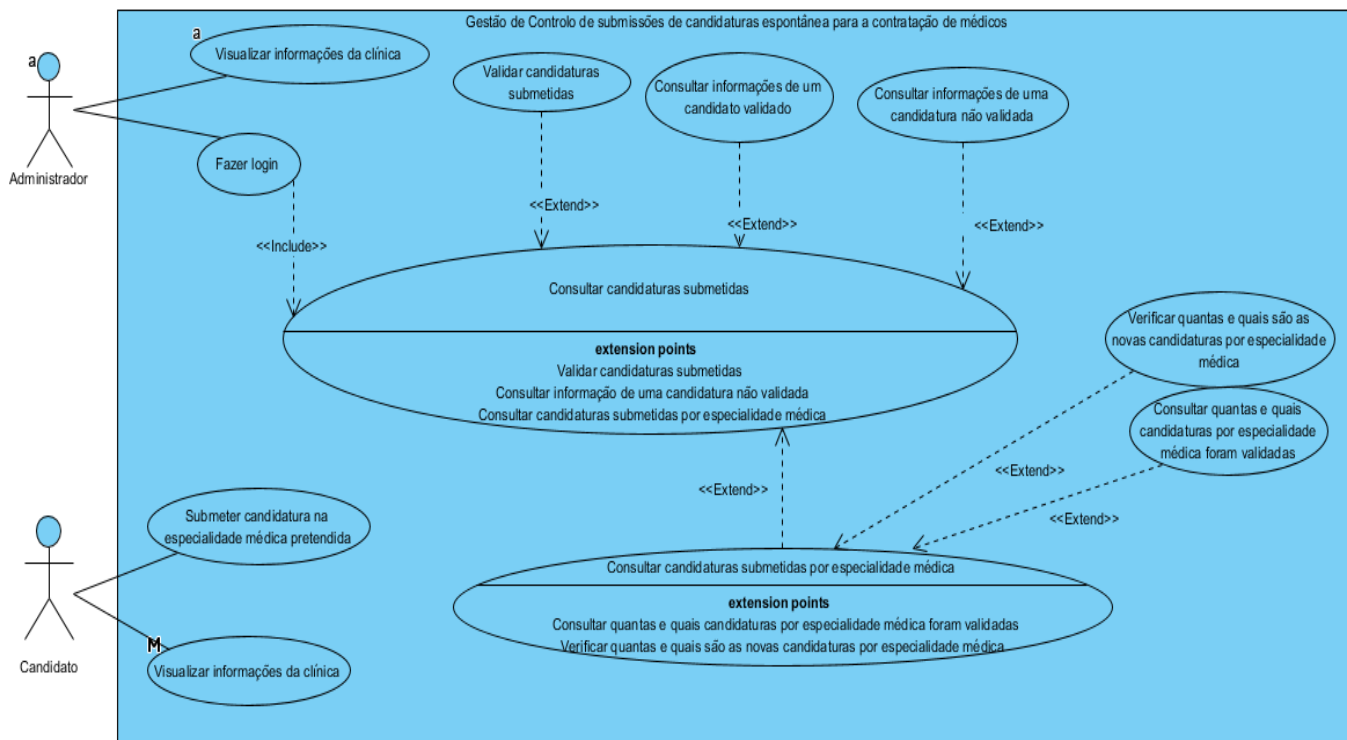 Gestão de Controlo de submissões de candidaturas espontânea para a contratação de médicos
a
a
Visualizar informações da clínica
Validar candidaturas
submetidas
Consultar informações de um
candidato validado
Consultar informações de uma
candidatura não validada
Fazer login
Administrador
<<Extend>>
<<Extend>>
<<Extend>>
<<Include>>
Consultar candidaturas submetidas
extension points
Validar candidaturas submetidas
Consultar informação de uma candidatura não validada
Consultar candidaturas submetidas por especialidade médica
Verificar quantas e quais são as
novas candidaturas por especialidade
médica
Consultar quantas e quais
candidaturas por especialidade
médica foram validadas
<<Extend>>
<<Extend>>
<<Extend>>
Submeter candidatura na
especialidade médica pretendida
Consultar candidaturas submetidas por especialidade médica
extension points
Consultar quantas e quais candidaturas por especialidade médica foram validadas
Verificar quantas e quais são as novas candidaturas por especialidade médica
M
Candidato
Visualizar informações da clínica